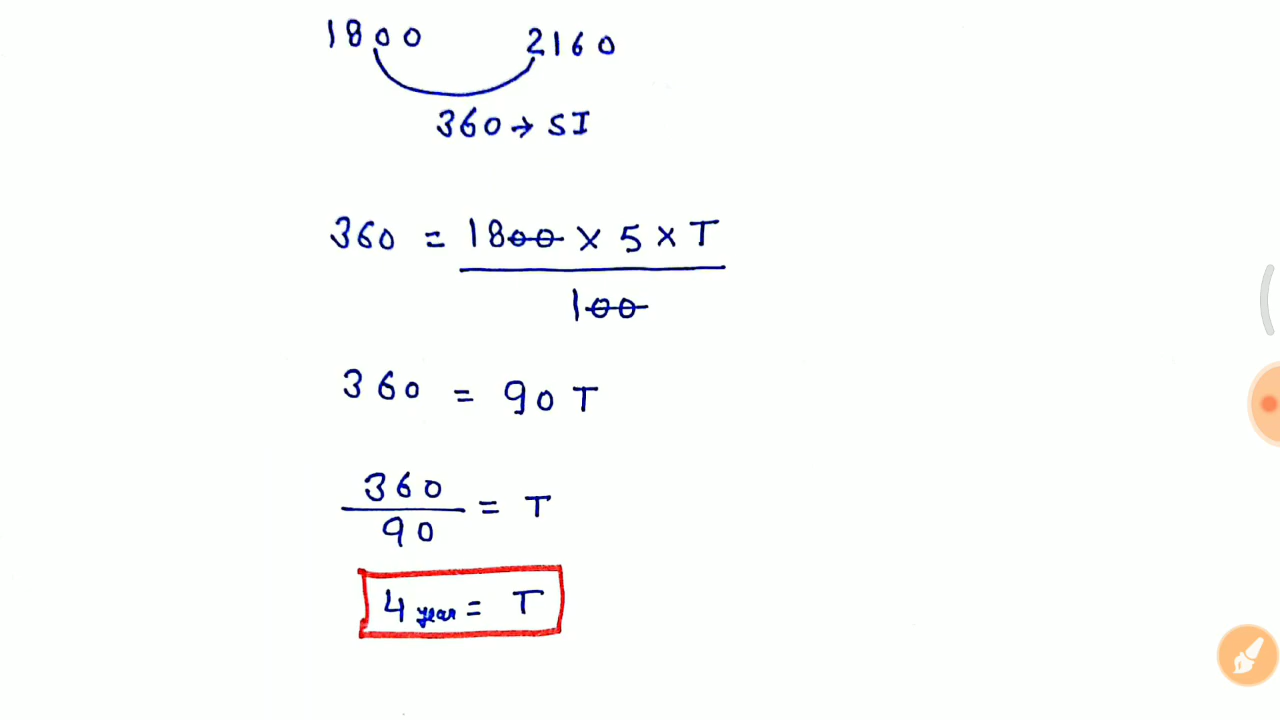 1800 2160
360 → SI
360 = 1800 × 5 × T
100
360 = 90 T
360
90 = T
4 year = T